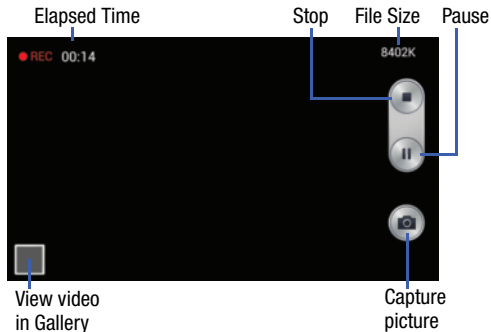 Elapsed Time
Stop
File Size
Pause
REC 00:14
8402K
View video
in Gallery
Capture
picture